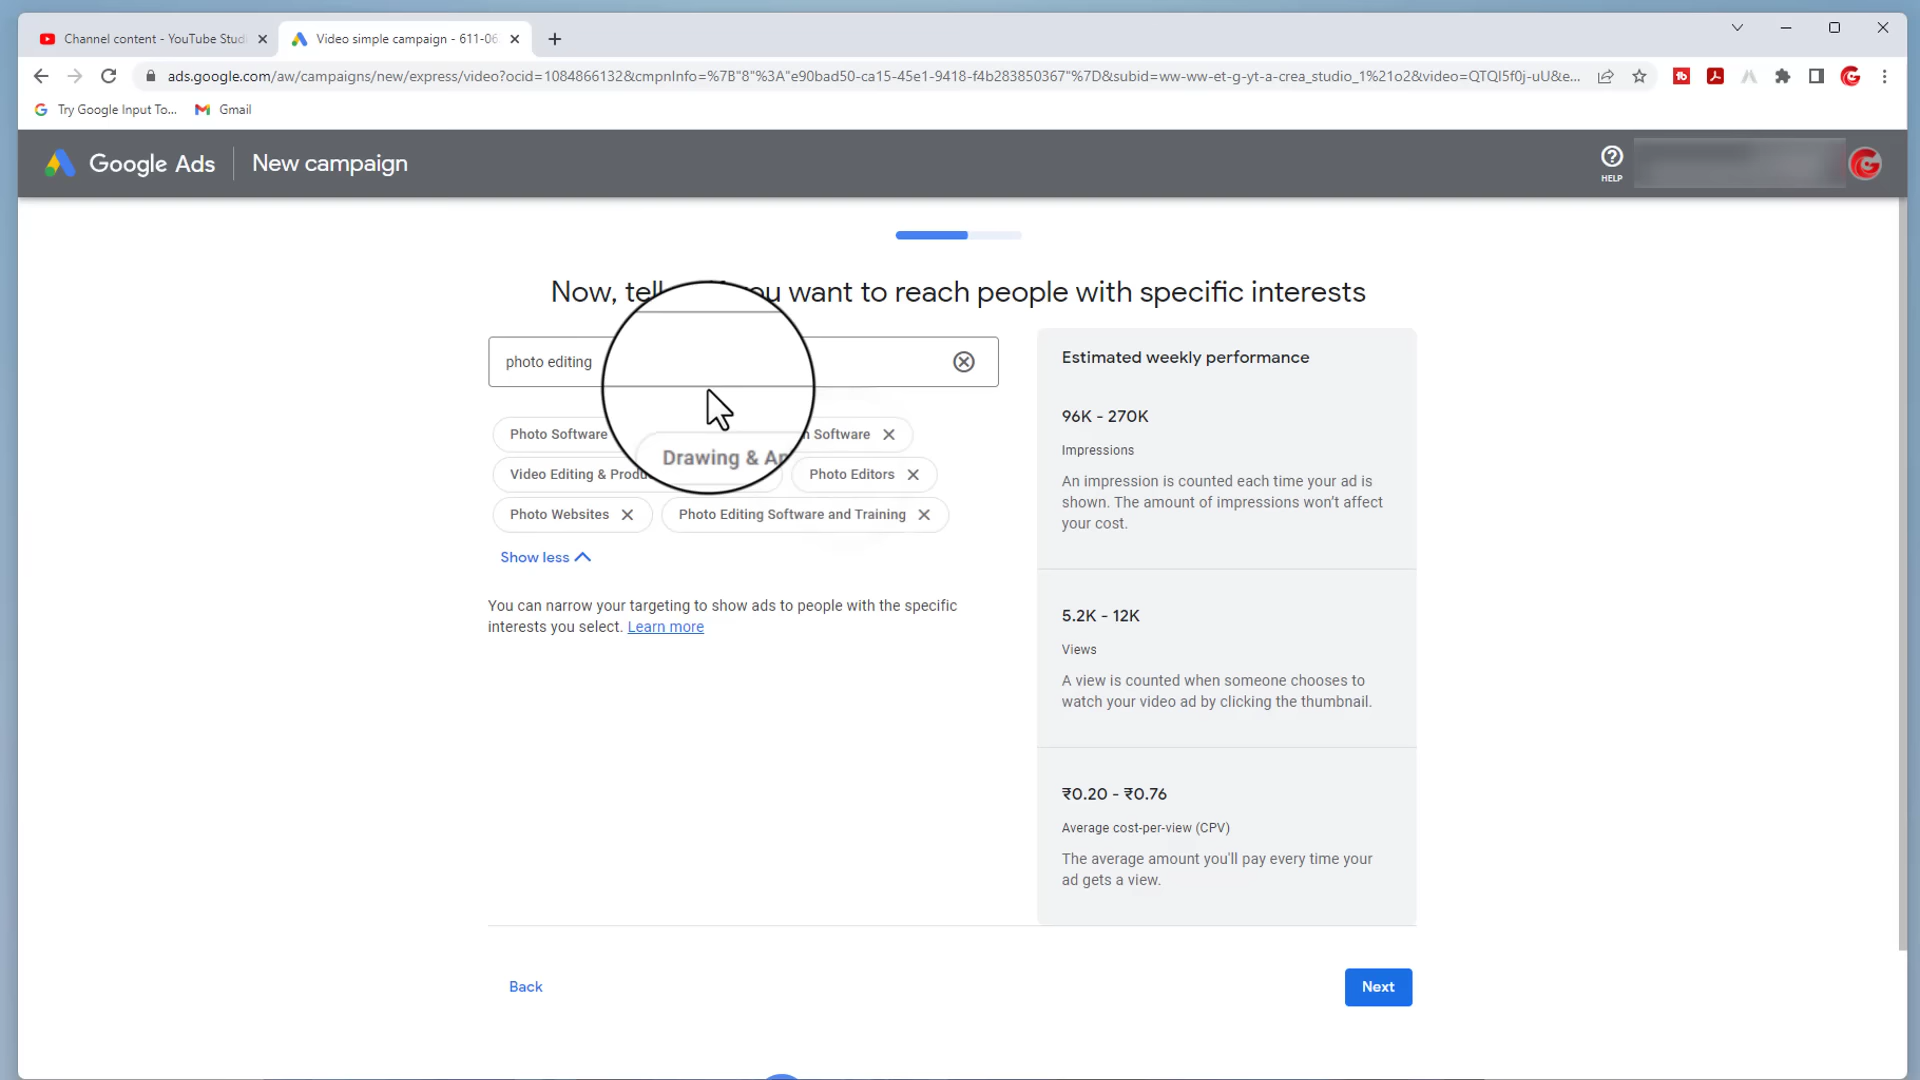 Channel content - YouTube Stud
Video simple campaign - 611-06
ads.google.com/aw/campaigns/new/express/video?ocid=1084866132&cmpnInfo=%7B"8"%3A"e90bad50-ca15-45e1-9418-f4b283850367"%7D&subid=ww-ww-et-g-yt-a-crea_studio_1%21o2&video=QTQI5f0j-uU&e...
Try Google Input To... Gmail
Google Ads New campaign
HELP
Now, tell you want to reach people with specific interests
photo editing
Photo Software Software
Drawing &
Video Editing & Photo Editors
Photo Websites Photo Editing Software and Training
Show less
You can narrow your targeting to show ads to people with the specific
interests you select. Learn more
Estimated weekly performance
96K - 270K
Impressions
An impression is counted each time your ad is
shown. The amount of impressions won't affect
your cost.
5.2K - 12K
Views
A view is counted when someone chooses to
watch your video ad by clicking the thumbnail.
₹0.20 - ₹0.76
Average cost-per-view (CPV)
The average amount you'll pay every time your
ad gets a view.
Back
Next